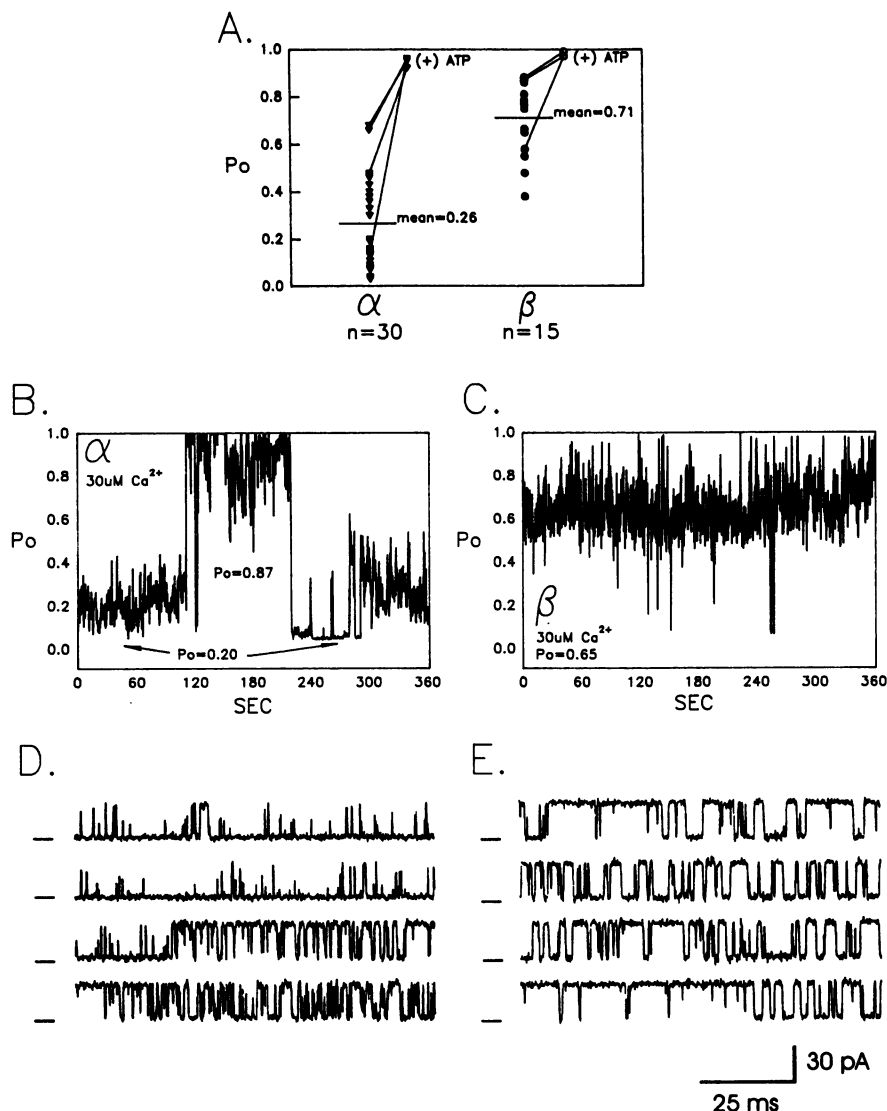 A.
1.0
0.8
0.6
0.4
0.2
0.0
Po
(+) ATP
mean=0.26
(+) ATP
mean=0.71
α
n=30
β
n=15
B.
1.0
0.8
0.6
0.4
0.2
0.0
Po
α
30uM Ca²⁺
Po=0.87
Po=0.20
0 60 120 180 240 300 360
SEC
C.
1.0
0.8
0.6
0.4
0.2
0.0
Po
β
30uM Ca²⁺
Po=0.65
0 60 120 180 240 300 360
SEC
D.
E.
30 pA
25 ms